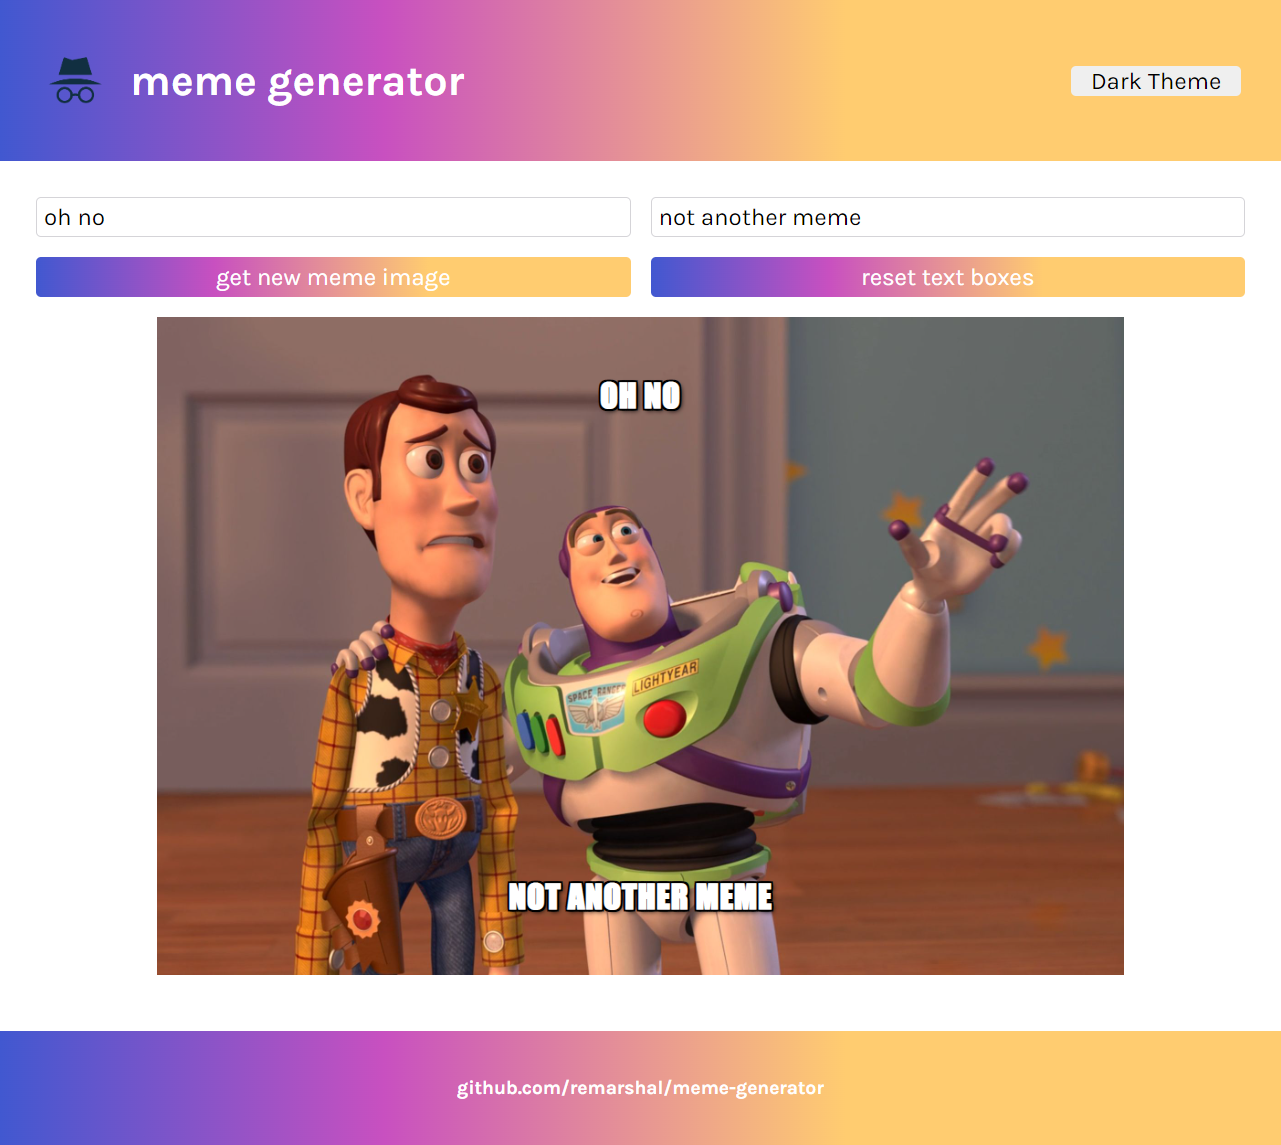 meme generator
Dark Theme
oh no
not another meme
get new meme image
reset text boxes
OH NO
SPACE RANGER
LIGHTYEAR
NOT ANOTHER MEME
github.com/remarshal/meme-generator